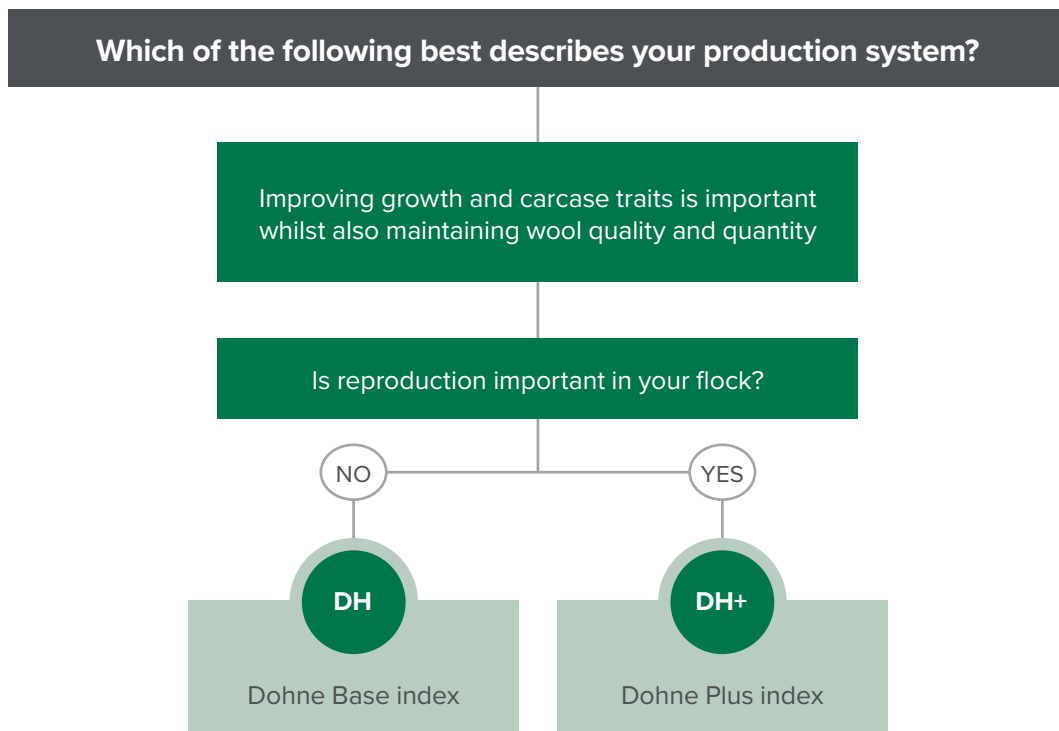 Which of the following best describes your production system?
Improving growth and carcase traits is important
whilst also maintaining wool quality and quantity
Is reproduction important in your flock?
NO
YES
DH
DH+
Dohne Base index
Dohne Plus index